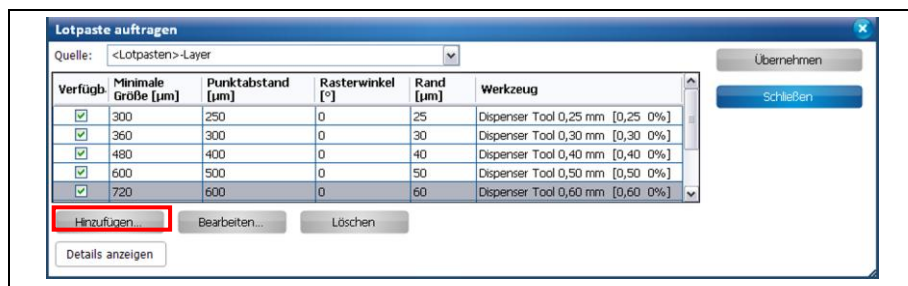 Lotpaste auftragen
Quelle: <Lotpasten>-Layer
Übernehmen
Schließen
Verfügb. Minimale Größe [µm] Punktabstand [µm] Rasterwinkel [°] Rand [µm] Werkzeug
300 250 0 25 Dispenser Tool 0,25 mm [0,25 0%]
360 300 0 30 Dispenser Tool 0,30 mm [0,30 0%]
480 400 0 40 Dispenser Tool 0,40 mm [0,40 0%]
600 500 0 50 Dispenser Tool 0,50 mm [0,50 0%]
720 600 0 60 Dispenser Tool 0,60 mm [0,60 0%]
Hinzufügen... Bearbeiten... Löschen
Details anzeigen